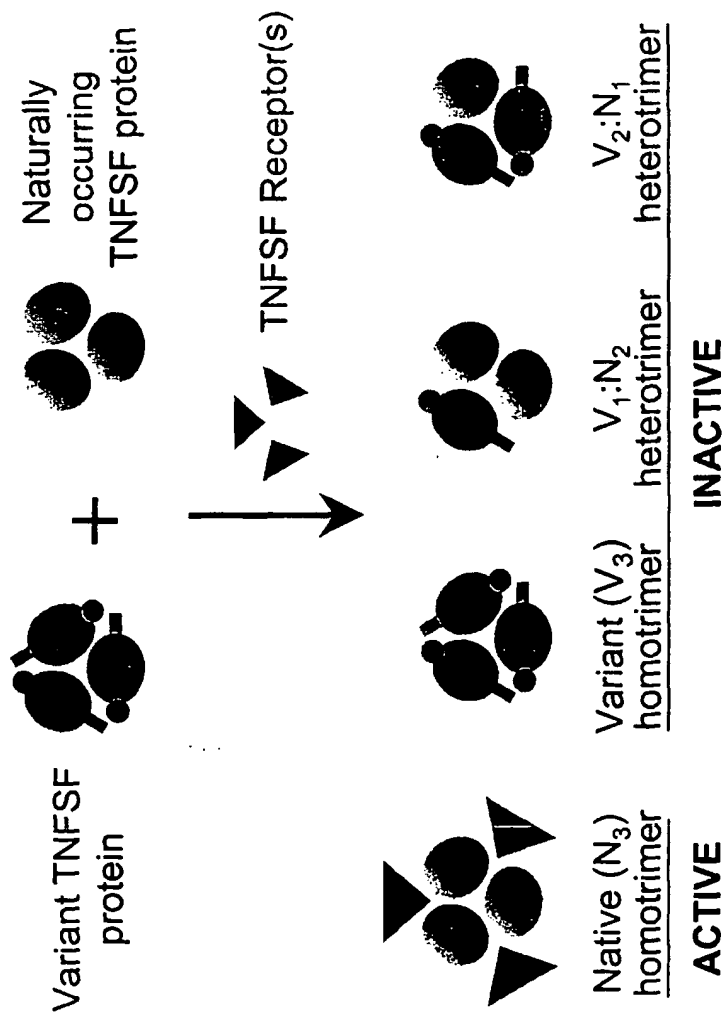 Variant TNFSF
protein
+
Naturally
occurring
TNFSF protein
TNFSF Receptor(s)
Native (N₃)
homotrimer
Variant (V₃)
homotrimer
V₁:N₂
heterotrimer
V₂:N₁
heterotrimer
ACTIVE
INACTIVE